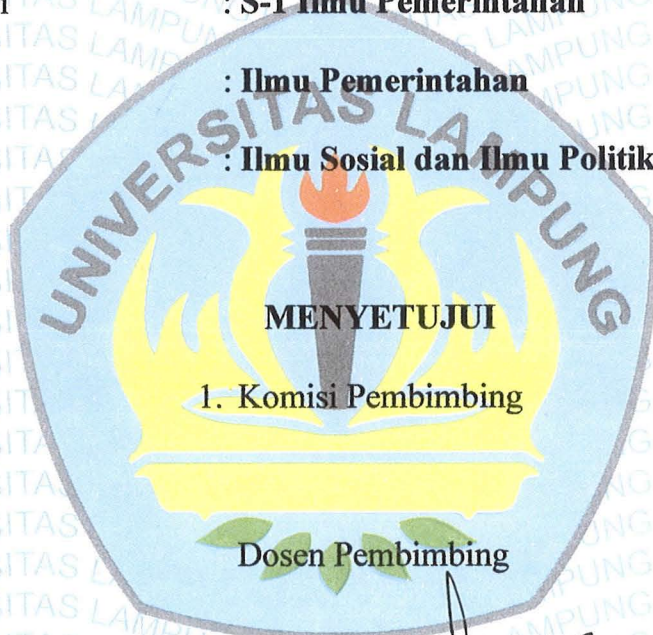 : S-1 Ilmu Pemerintahan
: Ilmu Pemerintahan
: Ilmu Sosial dan Ilmu Politik
UNIVERSITAS LAMPUNG
MENYETUJUI
1. Komisi Pembimbing
Dosen Pembimbing